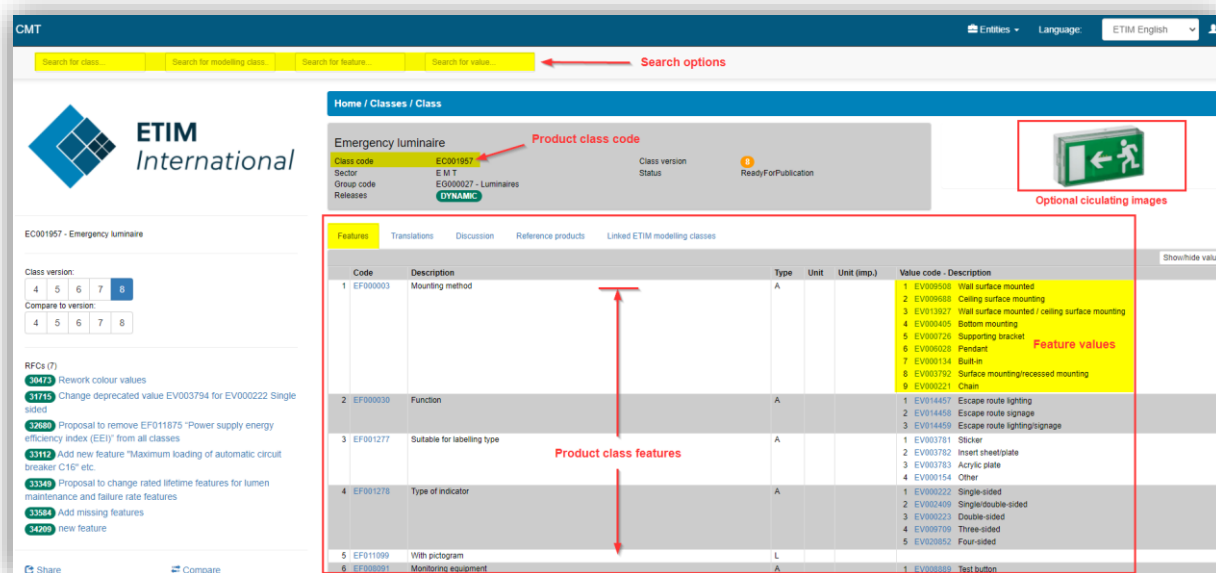 CMT
Entities
Language:
ETIM English
Search for class...
Search for modelling class..
Search for feature...
Search for value...
Search options
ETIM
International
Home / Classes / Class
Emergency luminaire
Product class code
Class code EC001957
Class version 8
Sector E M T
Status ReadyForPublication
Group code EG000027 - Luminaires
Releases DYNAMIC
Optional ciculating images
EC001957 - Emergency luminaire
Class version:
4 5 6 7 8
Compare to version:
4 5 6 7 8
RFCs (7)
30473 Rework colour values
31715 Change deprecated value EV003794 for EV000222 Single
sided
32680 Proposal to remove EF011875 "Power supply energy
efficiency index (EEI)" from all classes
33112 Add new feature "Maximum loading of automatic circuit
breaker C16" etc.
33349 Proposal to change rated lifetime features for lumen
maintenance and failure rate features
33584 Add missing features
34209 new feature
Share
Compare
Features Translations Discussion Reference products Linked ETIM modelling classes
Show/hide valu
Code Description Type Unit Unit (imp.) Value code - Description
1 EF000003 Mounting method A
1 EV009508 Wall surface mounted
2 EV009688 Ceiling surface mounting
3 EV013927 Wall surface mounted / ceiling surface mounting
4 EV000405 Bottom mounting
5 EV000726 Supporting bracket
6 EV006028 Pendant
7 EV000134 Built-in
8 EV003792 Surface mounting/recessed mounting
9 EV000221 Chain
Feature values
2 EF000030 Function A
1 EV014457 Escape route lighting
2 EV014458 Escape route signage
3 EV014459 Escape route lighting/signage
3 EF001277 Suitable for labelling type A
1 EV003781 Sticker
2 EV003782 Insert sheet/plate
3 EV003783 Acrylic plate
4 EV000154 Other
Product class features
4 EF001278 Type of indicator A
1 EV000222 Single-sided
2 EV002409 Single/double-sided
3 EV000223 Double-sided
4 EV009709 Three-sided
5 EV020852 Four-sided
5 EF011099 With pictogram L
6 EF000091 Monitoring equipment A
1 EV008889 Test button